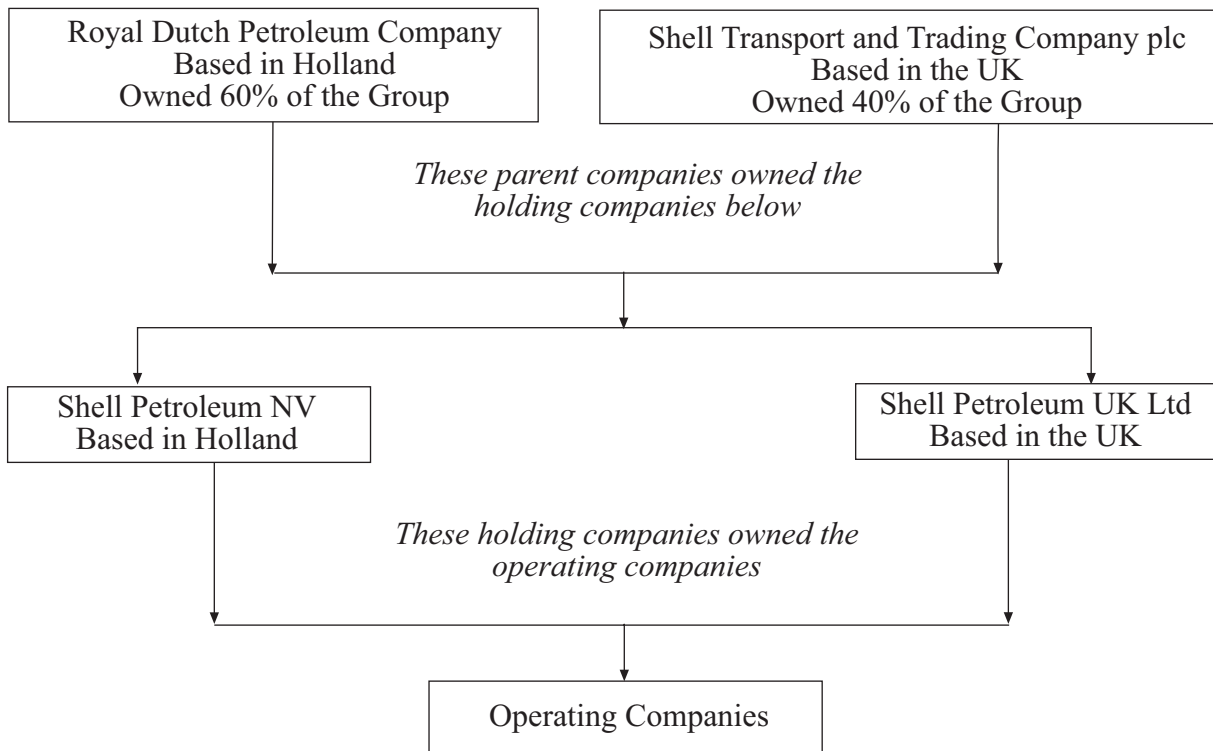 Royal Dutch Petroleum Company
Based in Holland
Owned 60% of the Group
Shell Transport and Trading Company plc
Based in the UK
Owned 40% of the Group
These parent companies owned the
holding companies below
Shell Petroleum NV
Based in Holland
Shell Petroleum UK Ltd
Based in the UK
These holding companies owned the
operating companies
Operating Companies